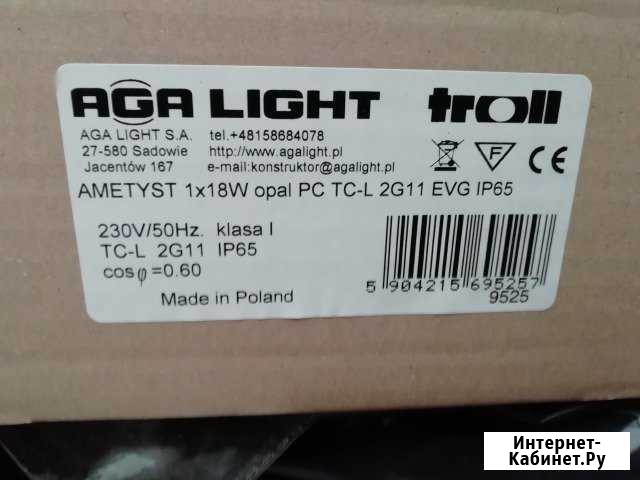 AGA LIGHT troll
AGA LIGHT S.A. tel.+48158684078
27-580 Sadowie http://www.agalight.pl
Jacentów 167 e-mail:konstruktor@agalight.pl
F CE
AMETYST 1x18W opal PC TC-L 2G11 EVG IP65
230V/50Hz. klasa I
TC-L 2G11 IP65
cosφ=0.60
5 904215 695257
9525
Made in Poland
Интернет-
Кабинет.Ру